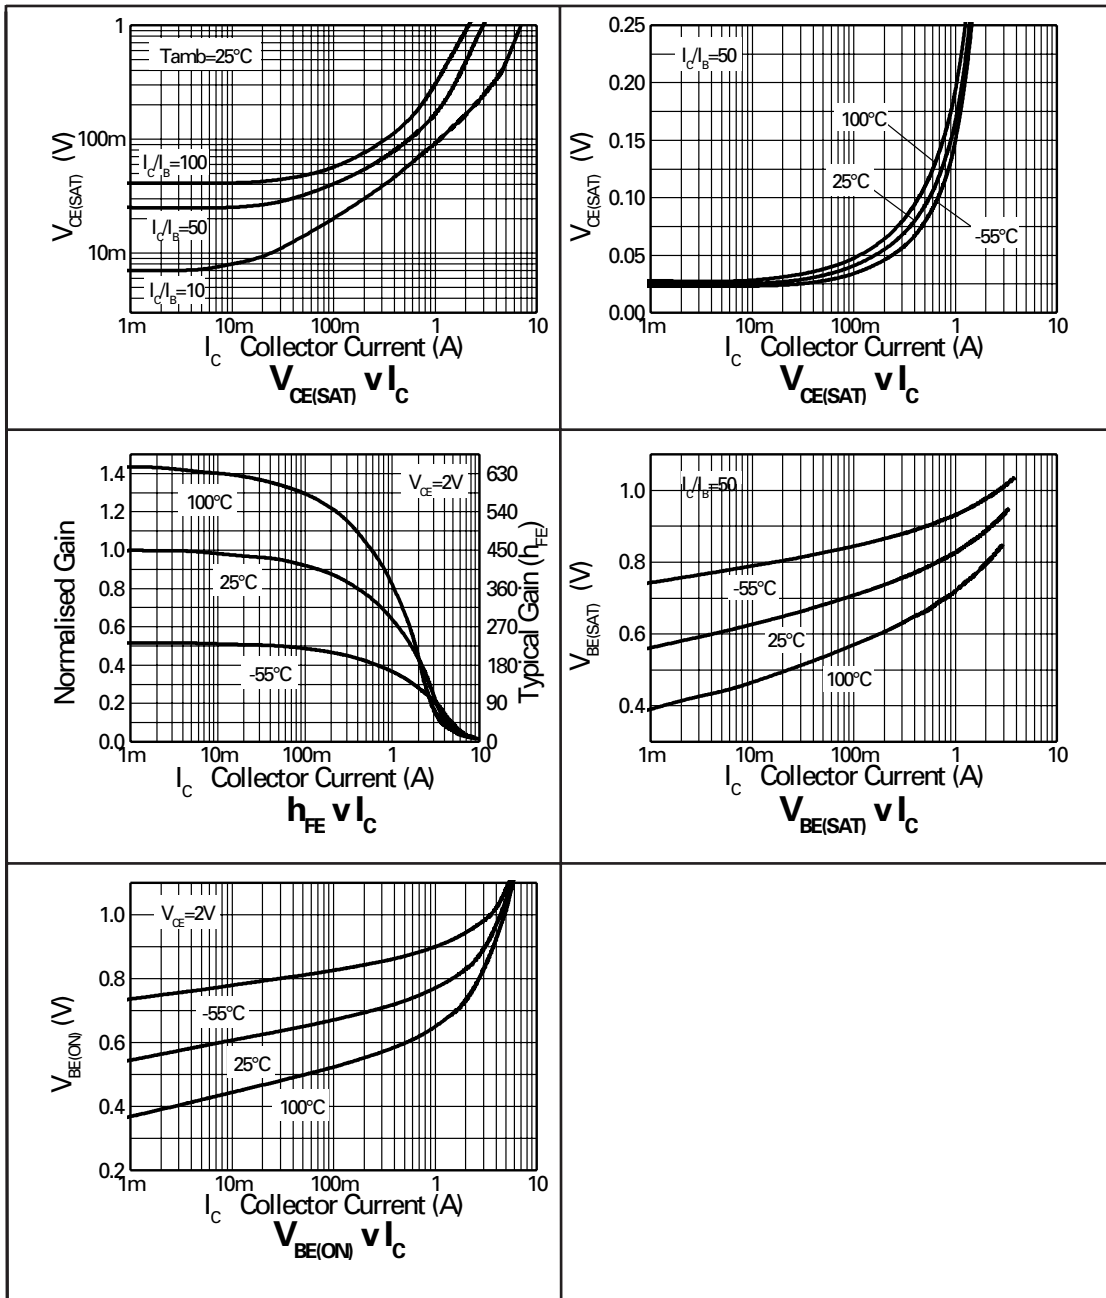 1
100m
10m
V_CE(SAT) (V)
Tamb=25°C
I_C/I_B=100
I_C/I_B=50
I_C/I_B=10
1m 10m 100m 1 10
I_C Collector Current (A)
V_CE(SAT) v I_C
0.25
0.20
0.15
0.10
0.05
0.00
V_CE(SAT) (V)
I_C/I_B=50
100°C
25°C
-55°C
1m 10m 100m 1 10
I_C Collector Current (A)
V_CE(SAT) v I_C
1.4
1.2
1.0
0.8
0.6
0.4
0.2
0.0
Normalised Gain
V_CE=2V
100°C
25°C
-55°C
630
540
450
360
270
180
90
0
Typical Gain (h_FE)
1m 10m 100m 1 10
I_C Collector Current (A)
h_FE v I_C
1.0
0.8
0.6
0.4
V_BE(SAT) (V)
I_C/I_B=50
-55°C
25°C
100°C
1m 10m 100m 1 10
I_C Collector Current (A)
V_BE(SAT) v I_C
1.0
0.8
0.6
0.4
0.2
V_BE(ON) (V)
V_CE=2V
-55°C
25°C
100°C
1m 10m 100m 1 10
I_C Collector Current (A)
V_BE(ON) v I_C